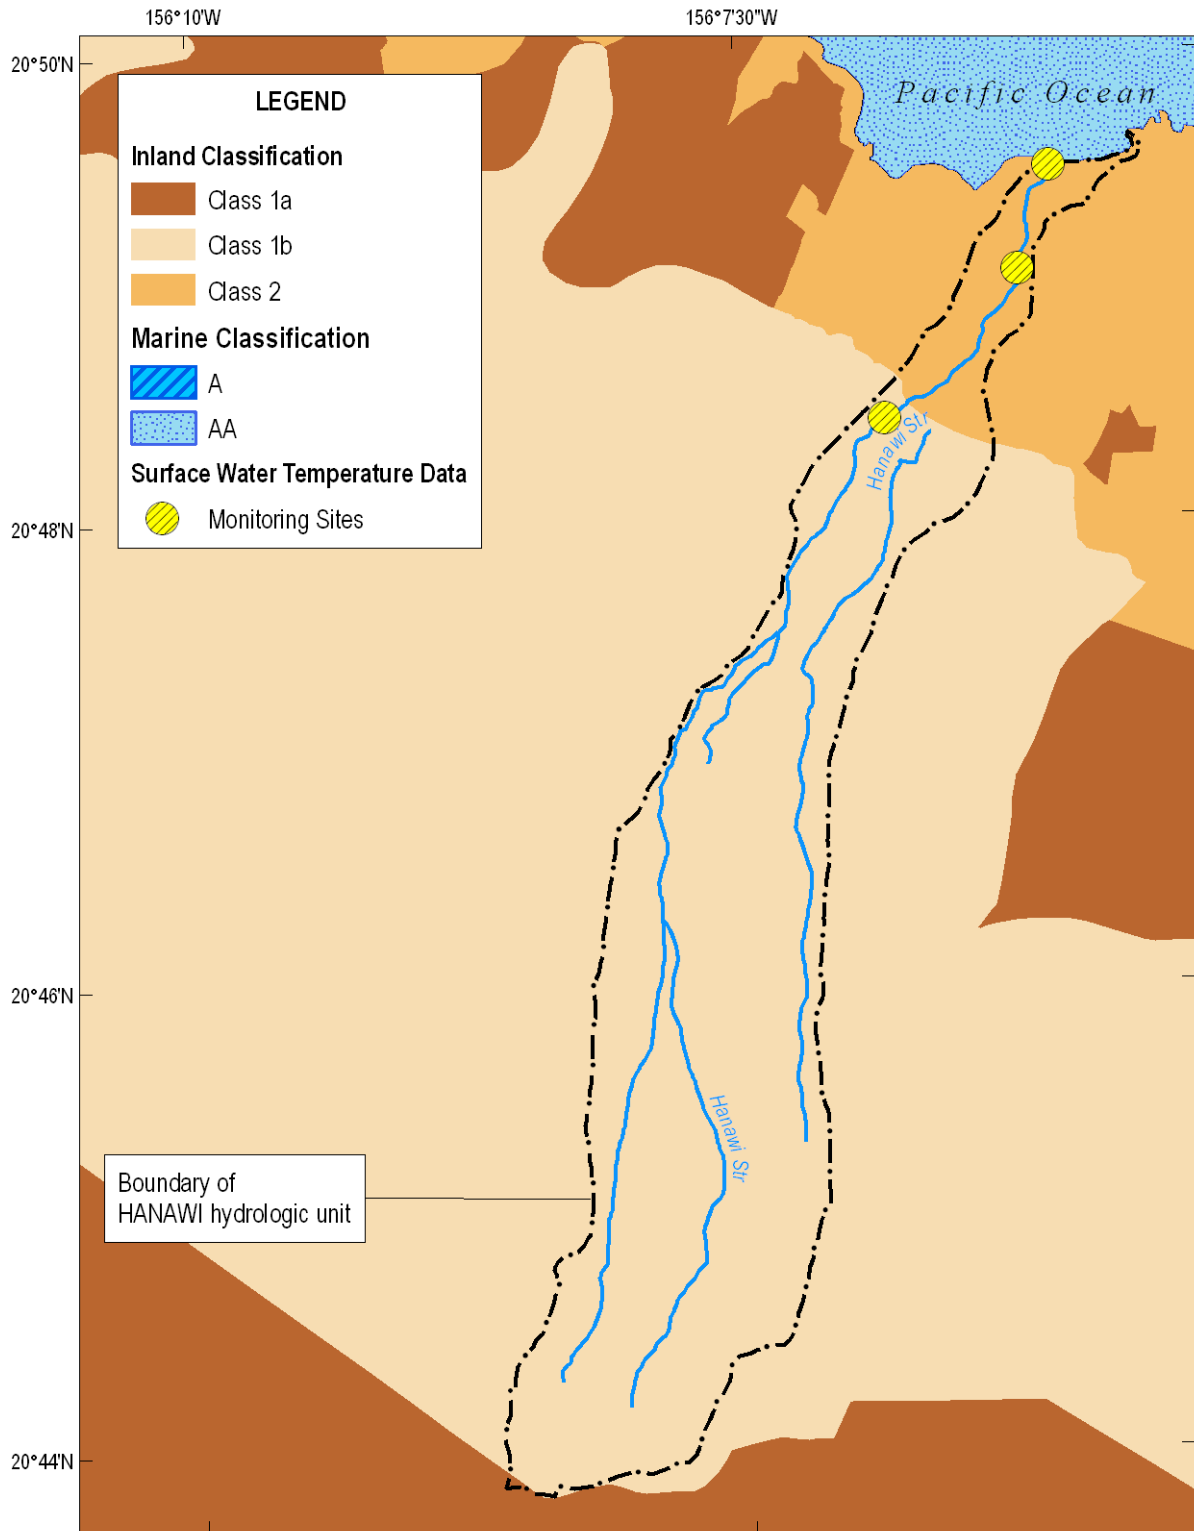 156°10'W
156°7'30"W
20°50'N
Pacific Ocean
LEGEND
Inland Classification
Class 1a
Class 1b
Class 2
Marine Classification
A
AA
Surface Water Temperature Data
Monitoring Sites
Hanawi Str
20°48'N
20°46'N
Hanawi Str
Boundary of
HANAWI hydrologic unit
20°44'N